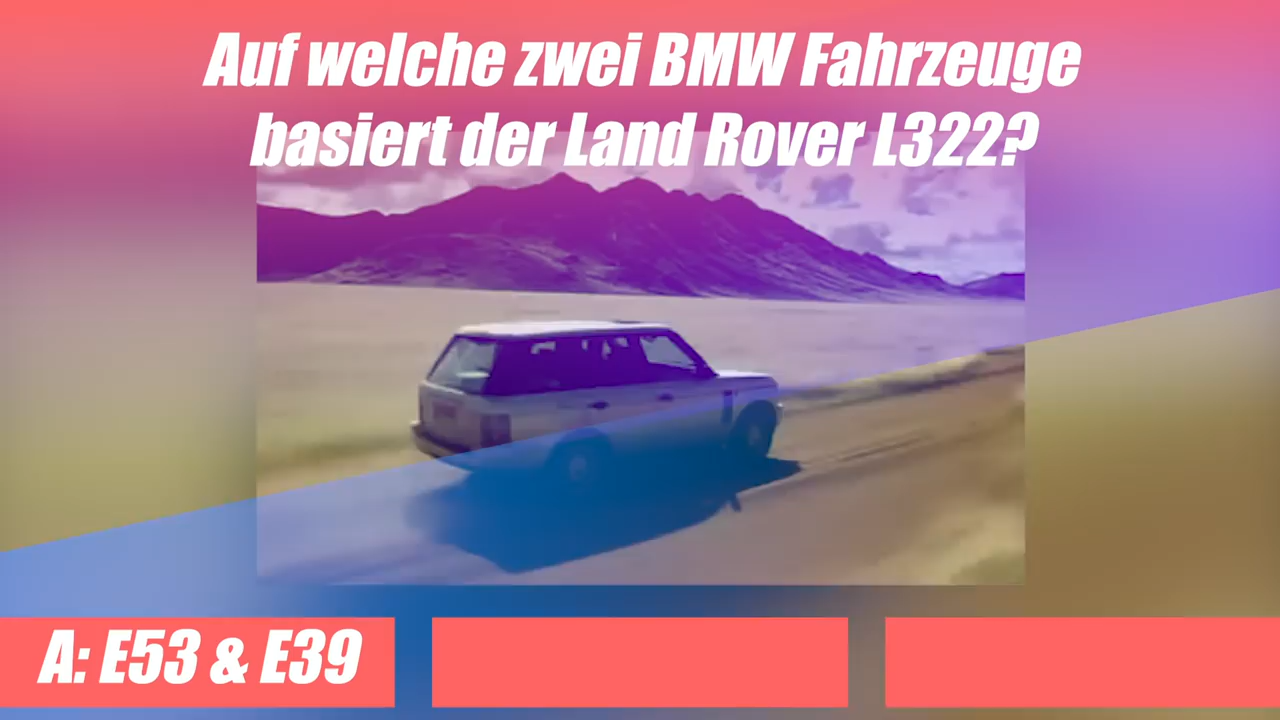 Auf welche zwei BMW Fahrzeuge
basiert der Land Rover L322?
A: E53 & E39